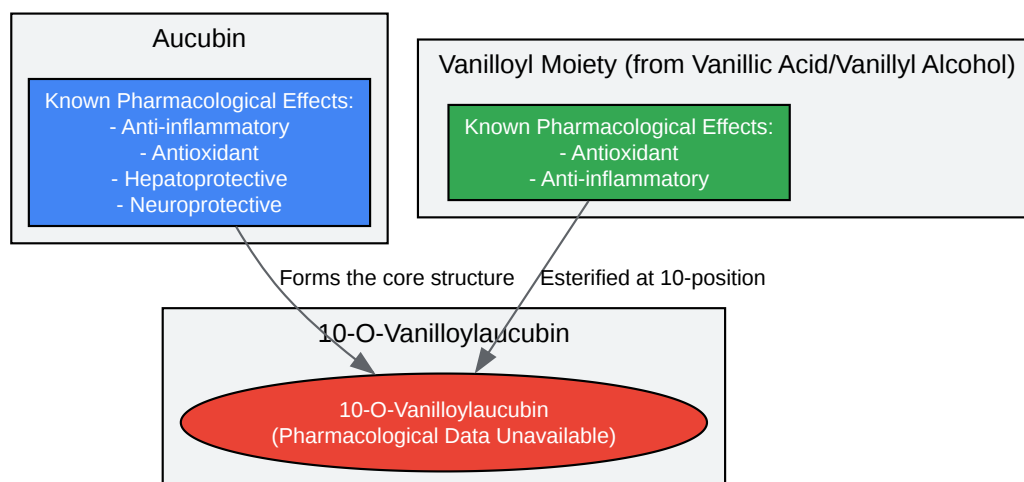 Aucubin
Known Pharmacological Effects:
- Anti-inflammatory
- Antioxidant
- Hepatoprotective
- Neuroprotective
Vanilloyl Moiety (from Vanillic Acid/Vanillyl Alcohol)
Known Pharmacological Effects:
- Antioxidant
- Anti-inflammatory
Forms the core structure
Esterified at 10-position
10-O-Vanilloylaucubin
10-O-Vanilloylaucubin
(Pharmacological Data Unavailable)